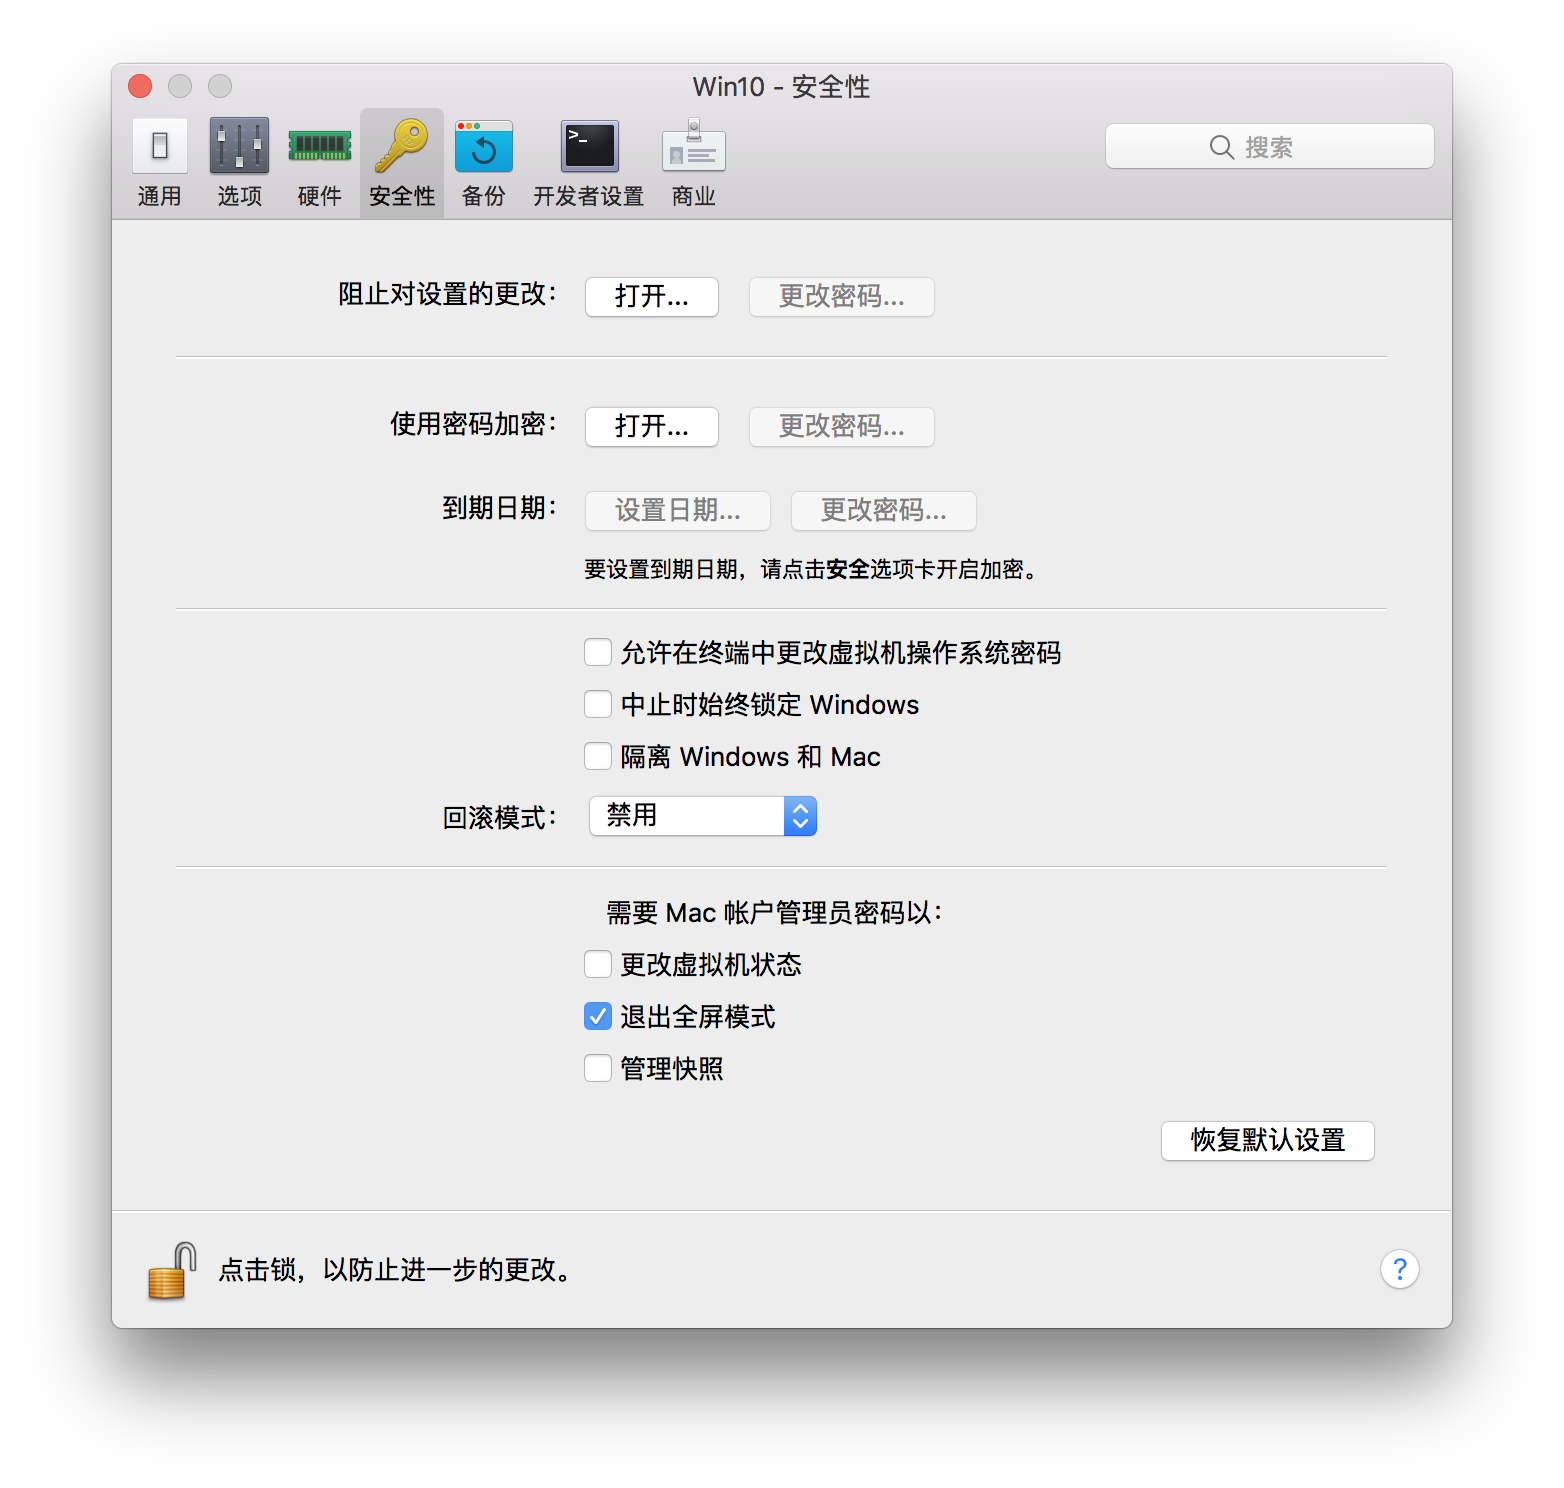 Win10 - 安全性
>_
通用
选项
硬件
安全性
备份
开发者设置
商业
搜索
阻止对设置的更改： 打开... 更改密码...
使用密码加密： 打开... 更改密码...
到期日期： 设置日期... 更改密码...
要设置到期日期，请点击安全选项卡开启加密。
允许在终端中更改虚拟机操作系统密码
中止时始终锁定 Windows
隔离 Windows 和 Mac
回滚模式： 禁用
需要 Mac 帐户管理员密码以：
更改虚拟机状态
退出全屏模式
管理快照
恢复默认设置
点击锁，以防止进一步的更改。
?